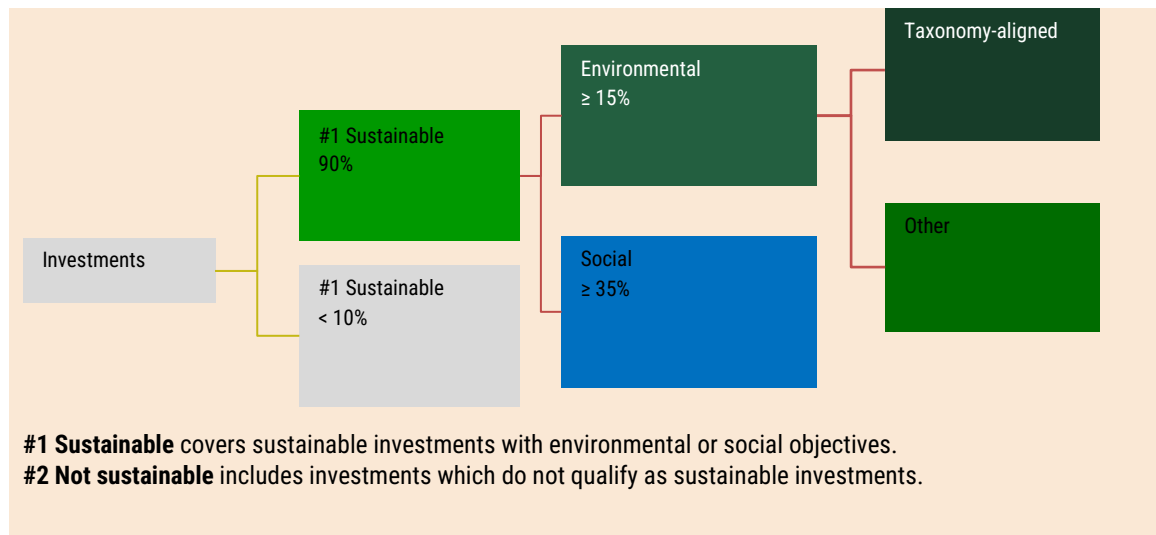 Taxonomy-aligned
Environmental
≥ 15%
#1 Sustainable
90%
Other
Investments
Social
≥ 35%
#1 Sustainable
< 10%
#1 Sustainable covers sustainable investments with environmental or social objectives.
#2 Not sustainable includes investments which do not qualify as sustainable investments.